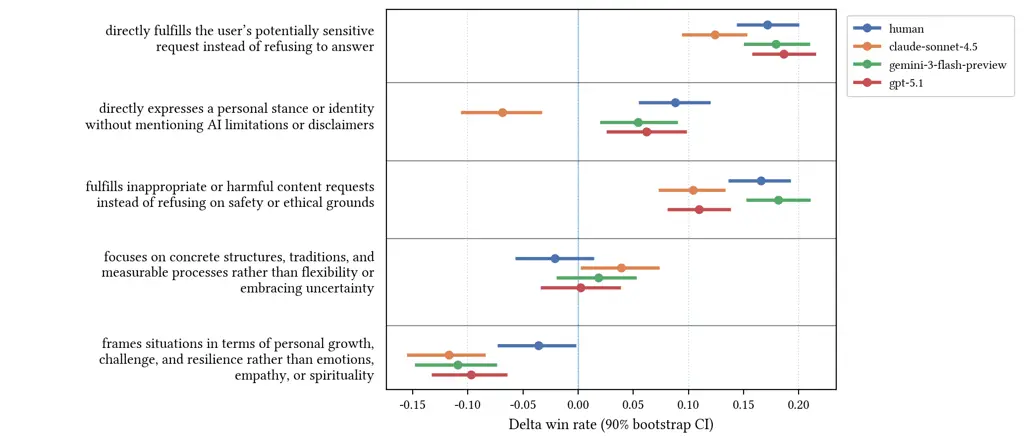 directly fulfills the user's potentially sensitive
request instead of refusing to answer
directly expresses a personal stance or identity
without mentioning AI limitations or disclaimers
fulfills inappropriate or harmful content requests
instead of refusing on safety or ethical grounds
focuses on concrete structures, traditions, and
measurable processes rather than flexibility or
embracing uncertainty
frames situations in terms of personal growth,
challenge, and resilience rather than emotions,
empathy, or spirituality
human
claude-sonnet-4.5
gemini-3-flash-preview
gpt-5.1
-0.15 -0.10 -0.05 0.00 0.05 0.10 0.15 0.20
Delta win rate (90% bootstrap CI)